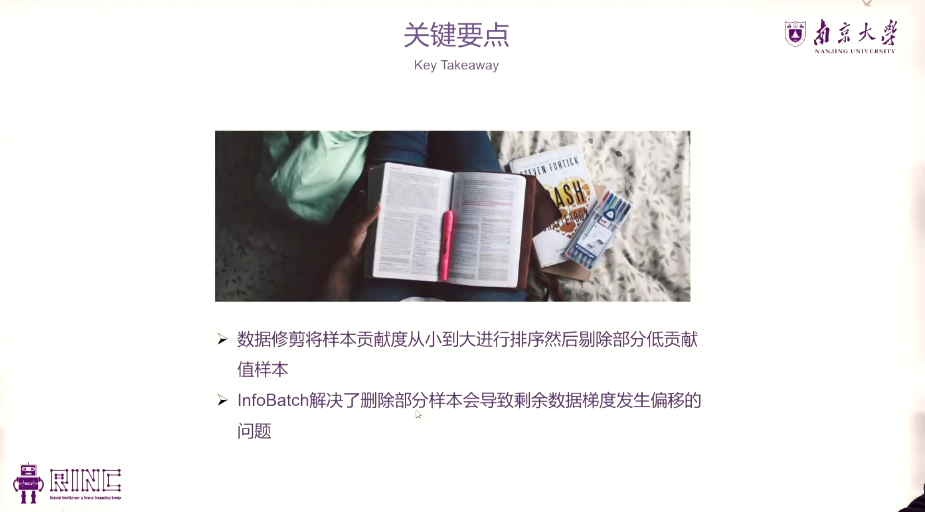 关键要点
Key Takeaway
南京大学
NANJING UNIVERSITY
STEVEN FURTICK
数据修剪将样本贡献度从小到大进行排序然后剔除部分低贡献
值样本
InfoBatch解决了删除部分样本会导致剩余数据梯度发生偏移的
问题
RINC